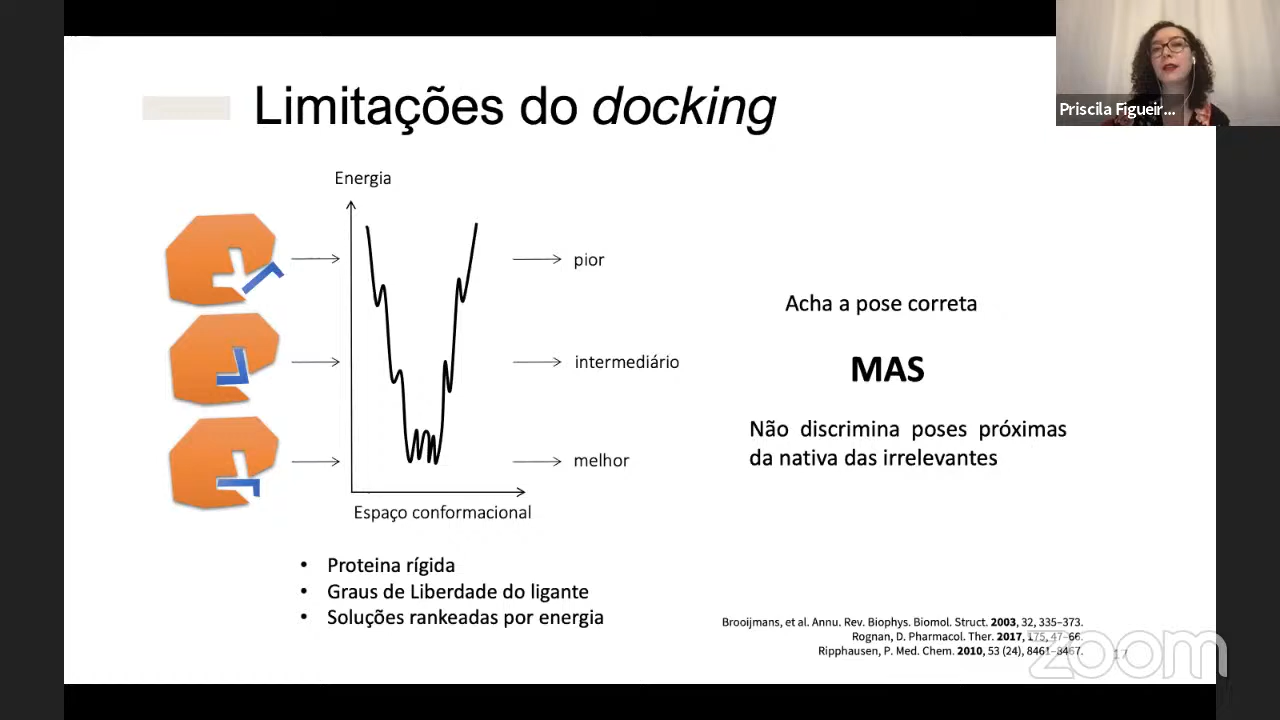 Limitações do docking
Priscila Figueir...
Energia
pior
intermediário
melhor
Espaço conformacional
Acha a pose correta
MAS
Não discrimina poses próximas
da nativa das irrelevantes
• Proteina rígida
• Graus de Liberdade do ligante
• Soluções rankeadas por energia
Brooijmans, et al. Annu. Rev. Biophys. Biomol. Struct. 2003, 32, 335–373.
Rognan, D. Pharmacol. Ther. 2017, 175, 47–66.
Ripphausen, P. Med. Chem. 2010, 53 (24), 8461–8467.
17
zoom